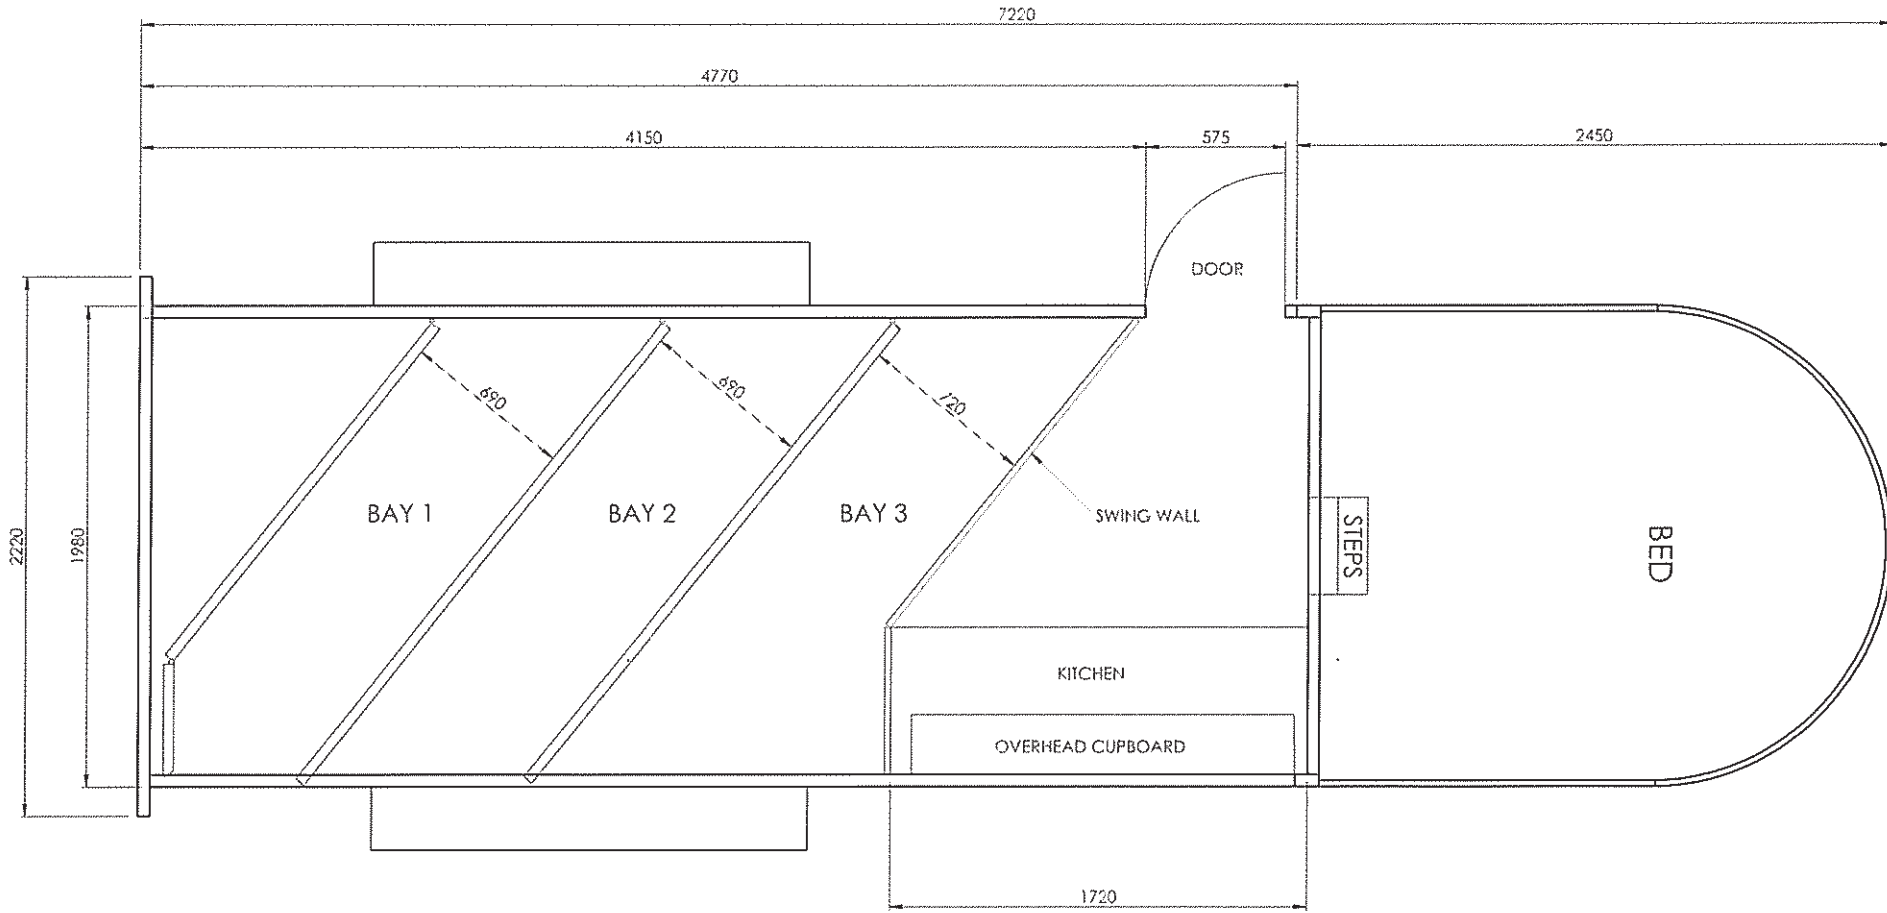 7220
4770
4150
575
2450
DOOR
690
690
720
BAY 1
BAY 2
BAY 3
SWING WALL
STEPS
BED
2220
1980
KITCHEN
OVERHEAD CUPBOARD
1720